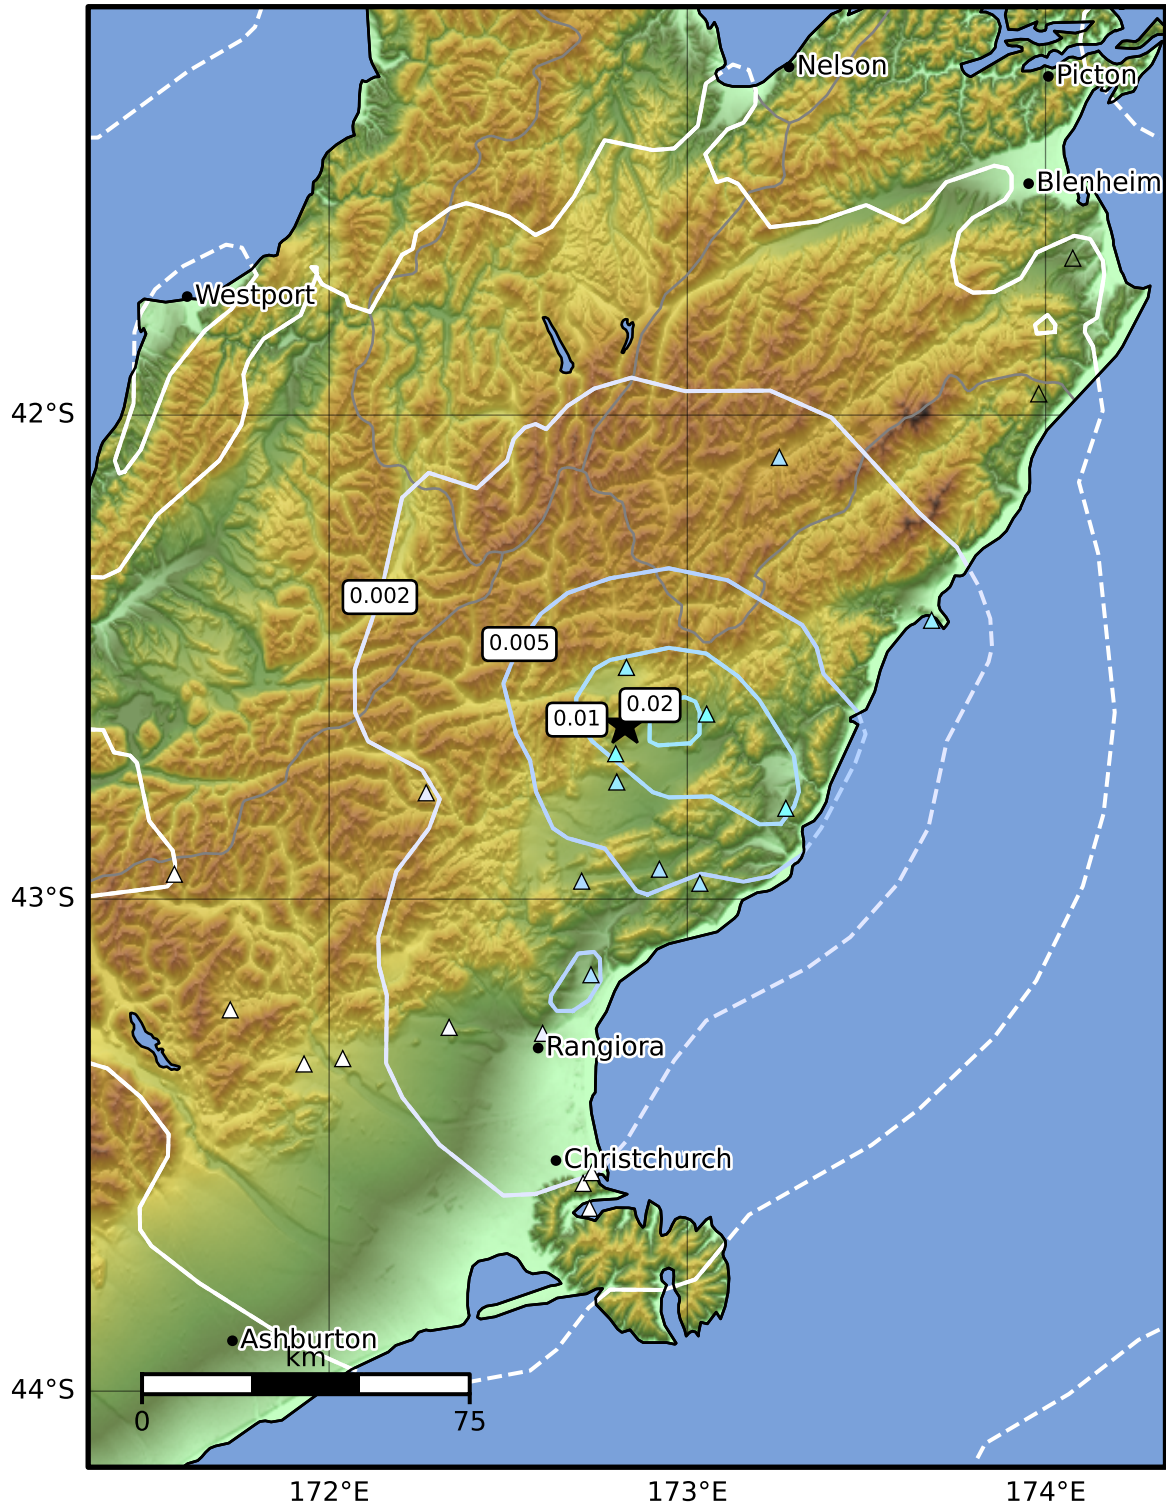 Nelson
Picton
Blenheim
Westport
42°S
0.002
0.005
0.02
0.01
43°S
Rangiora
Christchurch
Ashburton
km
0
75
44°S
172°E
173°E
174°E